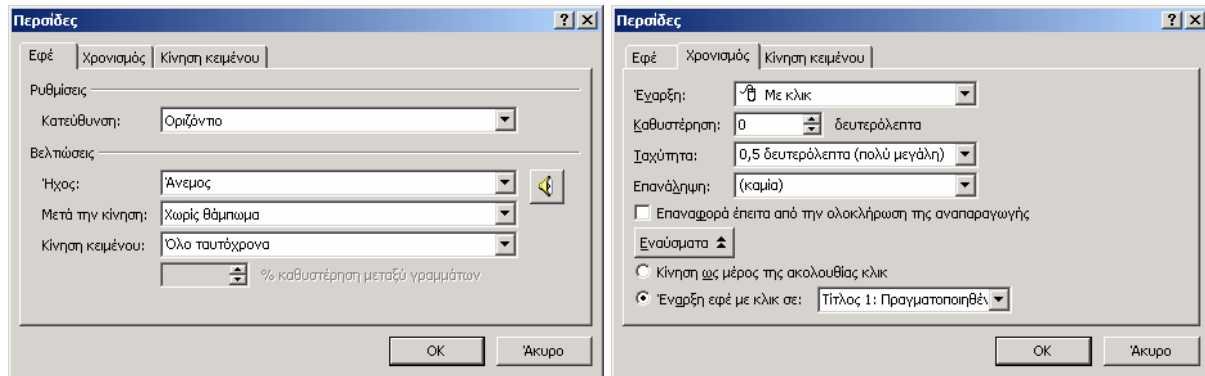 Περσίδες
Εφέ Χρονισμός Κίνηση κειμένου
Ρυθμίσεις
Κατεύθυνση: Οριζόντιο
Βελτιώσεις
Ήχος: Άνεμος
Μετά την κίνηση: Χωρίς θάμπωμα
Κίνηση κειμένου: Όλο ταυτόχρονα
% καθυστέρηση μεταξύ γραμμάτων
OK Άκυρο
Περσίδες
Εφέ Χρονισμός Κίνηση κειμένου
Έναρξη: Με κλικ
Καθυστέρηση: 0 δευτερόλεπτα
Ταχύτητα: 0,5 δευτερόλεπτα (πολύ μεγάλη)
Επανάληψη: (καμία)
Επαναφορά έπειτα από την ολοκλήρωση της αναπαραγωγής
Εναύσματα
Κίνηση ως μέρος της ακολουθίας κλικ
Έναρξη εφέ με κλικ σε: Τίτλος 1: Πραγματοποιηθέν
OK Άκυρο